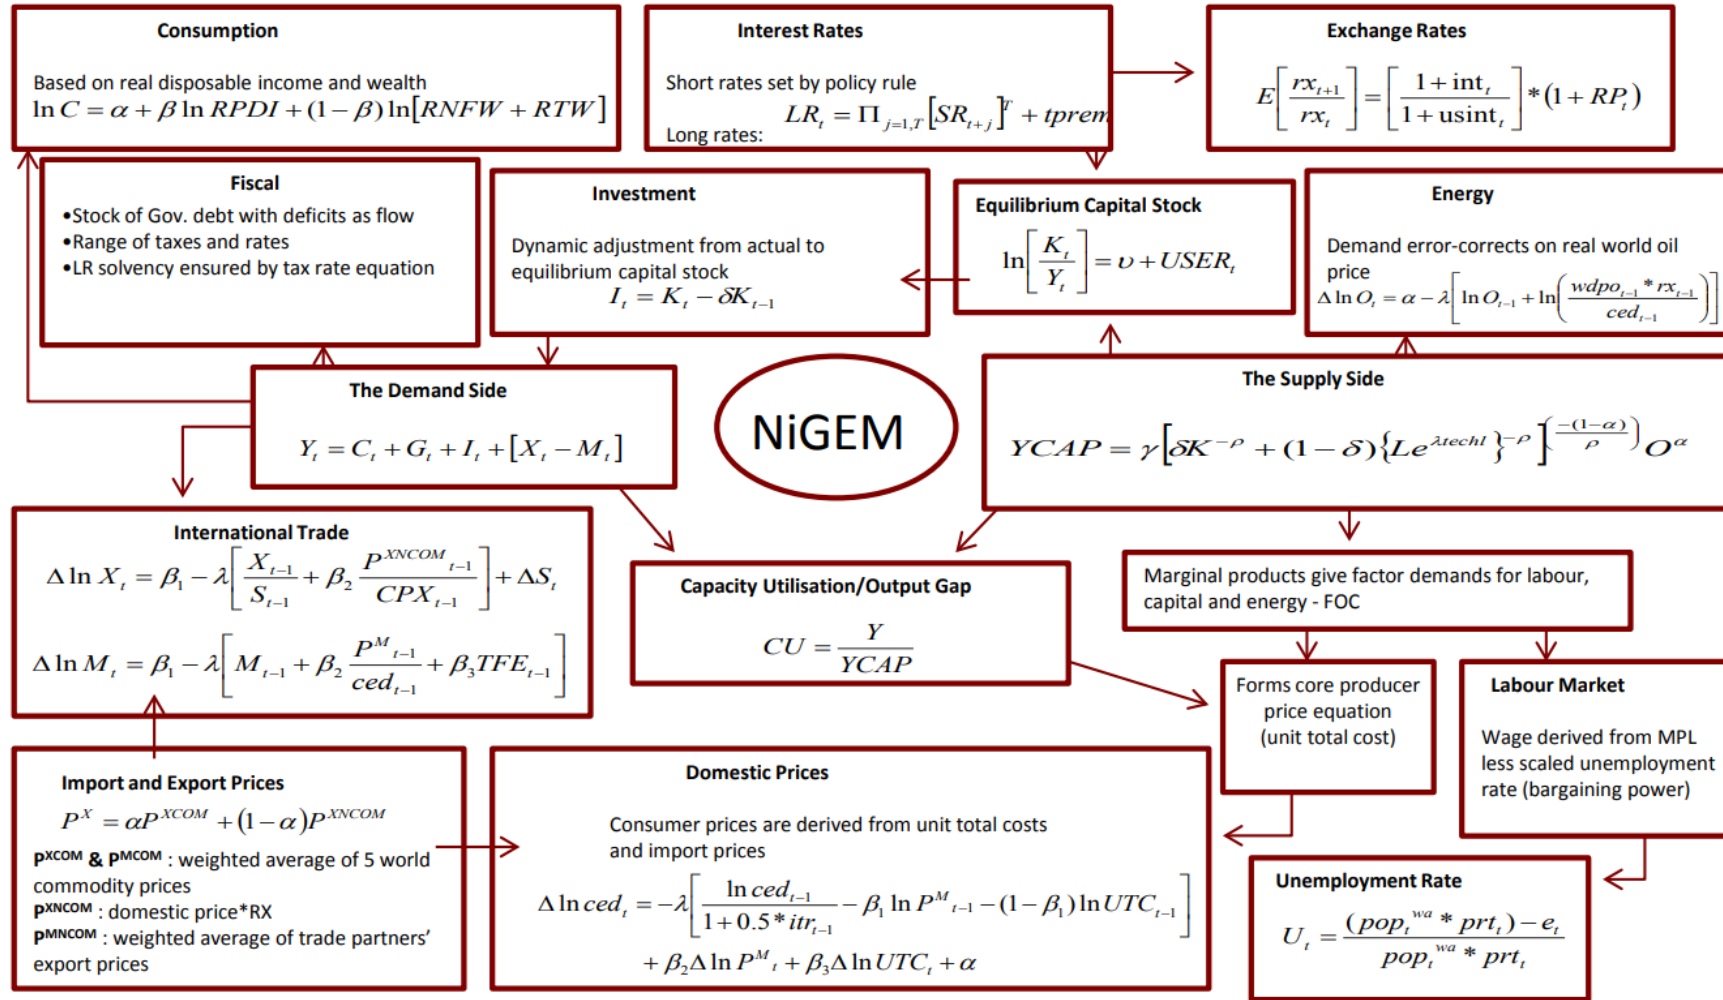 Consumption
Based on real disposable income and wealth
ln C = α + β ln RPDI + (1 − β) ln[RNFW + RTW]
Interest Rates
Short rates set by policy rule
LR_t = Π_{j=1,T} [SR_{t+j}]^T + tprem
Long rates:
Exchange Rates
E[rx_{t+1} / rx_t] = [(1 + int_t) / (1 + usint_t)] * (1 + RP_t)
Fiscal
•Stock of Gov. debt with deficits as flow
•Range of taxes and rates
•LR solvency ensured by tax rate equation
Investment
Dynamic adjustment from actual to
equilibrium capital stock
I_t = K_t − δK_{t−1}
Equilibrium Capital Stock
ln[K_t / Y_t] = υ + USER_t
Energy
Demand error-corrects on real world oil
price
Δ ln O_t = α − λ[ln O_{t−1} + ln(wdpo_{t−1} * rx_{t−1} / ced_{t−1})]
The Demand Side
Y_t = C_t + G_t + I_t + [X_t − M_t]
NiGEM
The Supply Side
YCAP = γ[δK^{−ρ} + (1 − δ){Le^{λtechl}}^{−ρ}]^{(−(1−α)/ρ)} O^α
International Trade
Δ ln X_t = β_1 − λ[X_{t−1} / S_{t−1} + β_2 P^{XNCOM}_{t−1} / CPX_{t−1}] + ΔS_t
Δ ln M_t = β_1 − λ[M_{t−1} + β_2 P^M_{t−1} / ced_{t−1} + β_3 TFE_{t−1}]
Capacity Utilisation/Output Gap
CU = Y / YCAP
Marginal products give factor demands for labour,
capital and energy - FOC
Forms core producer
price equation
(unit total cost)
Labour Market
Wage derived from MPL
less scaled unemployment
rate (bargaining power)
Import and Export Prices
P^X = αP^{XCOM} + (1 − α)P^{XNCOM}
P^{XCOM} & P^{MCOM} : weighted average of 5 world
commodity prices
P^{XNCOM} : domestic price*RX
P^{MNCOM} : weighted average of trade partners’
export prices
Domestic Prices
Consumer prices are derived from unit total costs
and import prices
Δ ln ced_t = −λ[ln ced_{t−1} / (1 + 0.5 * itr_{t−1}) − β_1 ln P^M_{t−1} − (1 − β_1) ln UTC_{t−1}]
+ β_2 Δ ln P^M_t + β_3 Δ ln UTC_t + α
Unemployment Rate
U_t = ((pop_t^{wa} * prt_t) − e_t) / (pop_t^{wa} * prt_t)